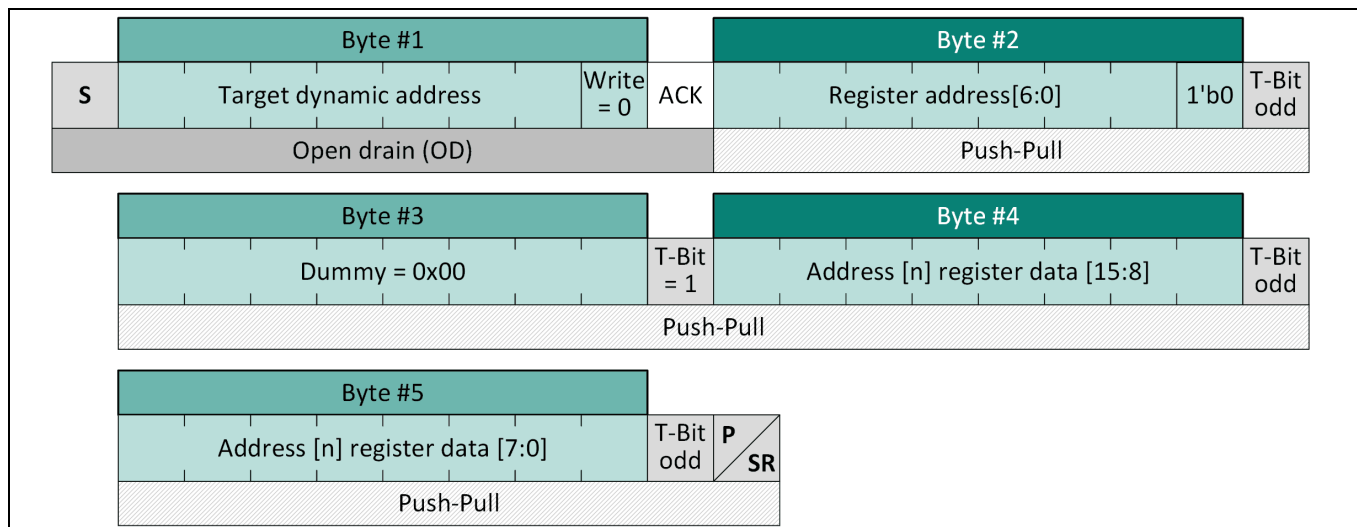 Byte #1
Byte #2
S
Target dynamic address
Write
= 0
ACK
Register address[6:0]
1'b0
T-Bit
odd
Open drain (OD)
Push-Pull
Byte #3
Byte #4
Dummy = 0x00
T-Bit
= 1
Address [n] register data [15:8]
T-Bit
odd
Push-Pull
Byte #5
Address [n] register data [7:0]
T-Bit
odd
P
SR
Push-Pull